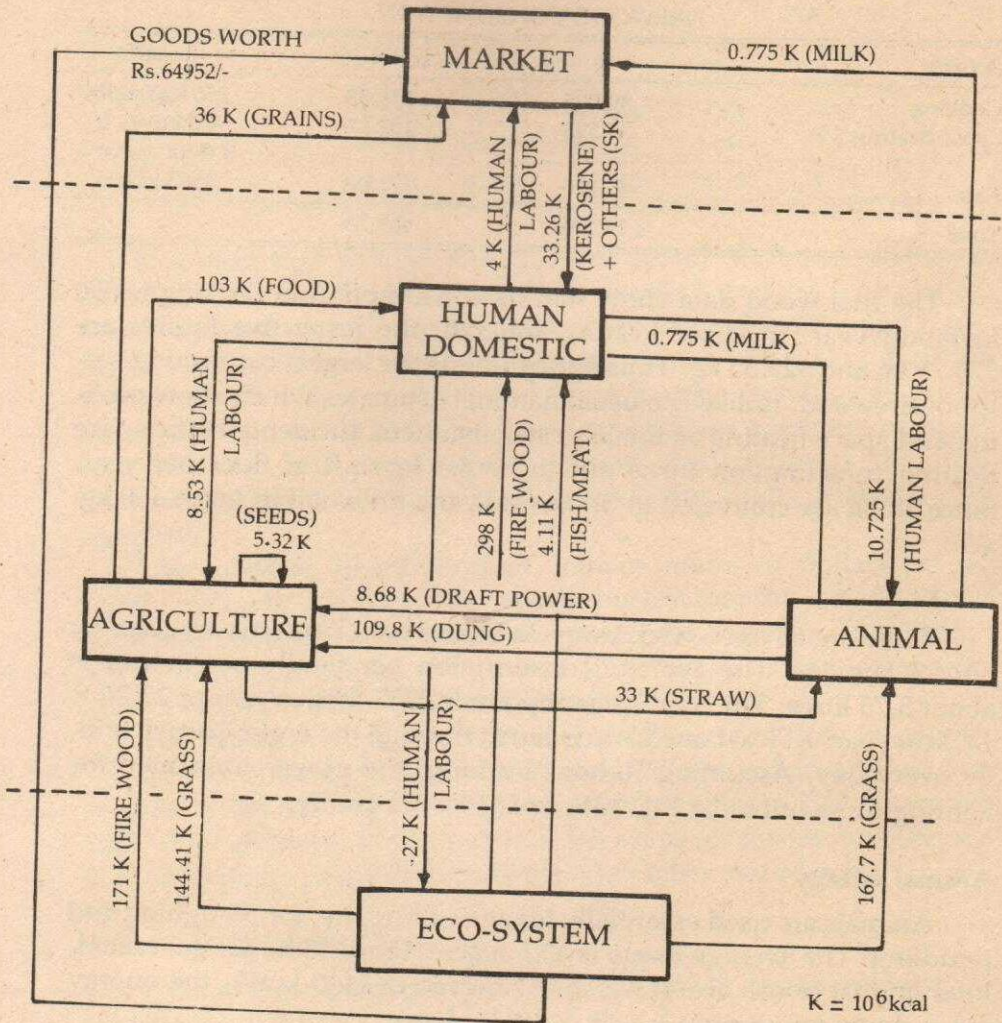 GOODS WORTH
Rs.64952/-
MARKET
0.775 K (MILK)
36 K (GRAINS)
4 K (HUMAN
LABOUR)
33.26 K
(KEROSENE)
+ OTHERS (SK)
103 K (FOOD)
HUMAN
DOMESTIC
0.775 K (MILK)
8.53 K (HUMAN
LABOUR)
(SEEDS)
5.32 K
298 K
(FIRE WOOD)
4.11 K
(FISH/MEAT)
10.725 K
(HUMAN LABOUR)
AGRICULTURE
8.68 K (DRAFT POWER)
109.8 K (DUNG)
ANIMAL
33 K (STRAW)
171 K (FIRE WOOD)
144.41 K (GRASS)
27 K (HUMAN
LABOUR)
167.7 K (GRASS)
ECO-SYSTEM
K = 10⁶kcal